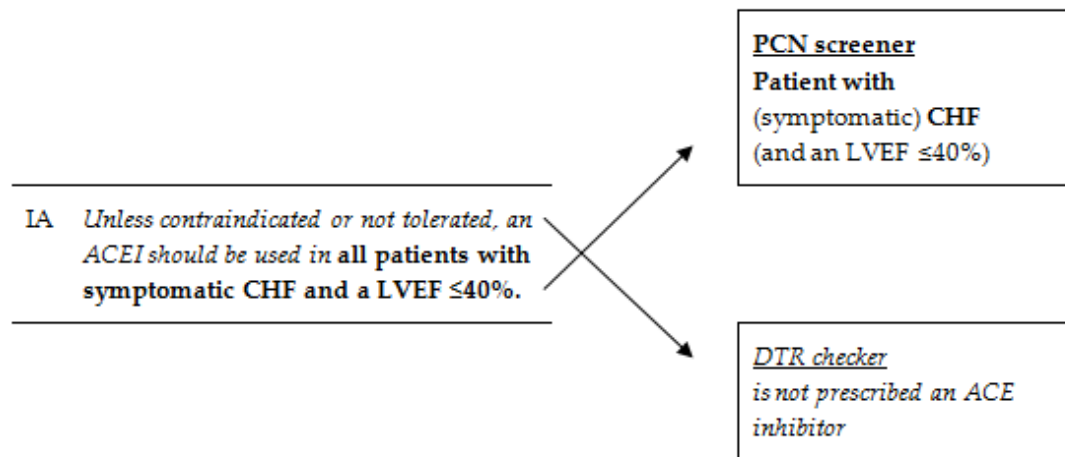 PCN screener
Patient with
(symptomatic) CHF
(and an LVEF ≤40%)
IA Unless contraindicated or not tolerated, an
ACEI should be used in all patients with
symptomatic CHF and a LVEF ≤40%.
DTR checker
is not prescribed an ACE
inhibitor